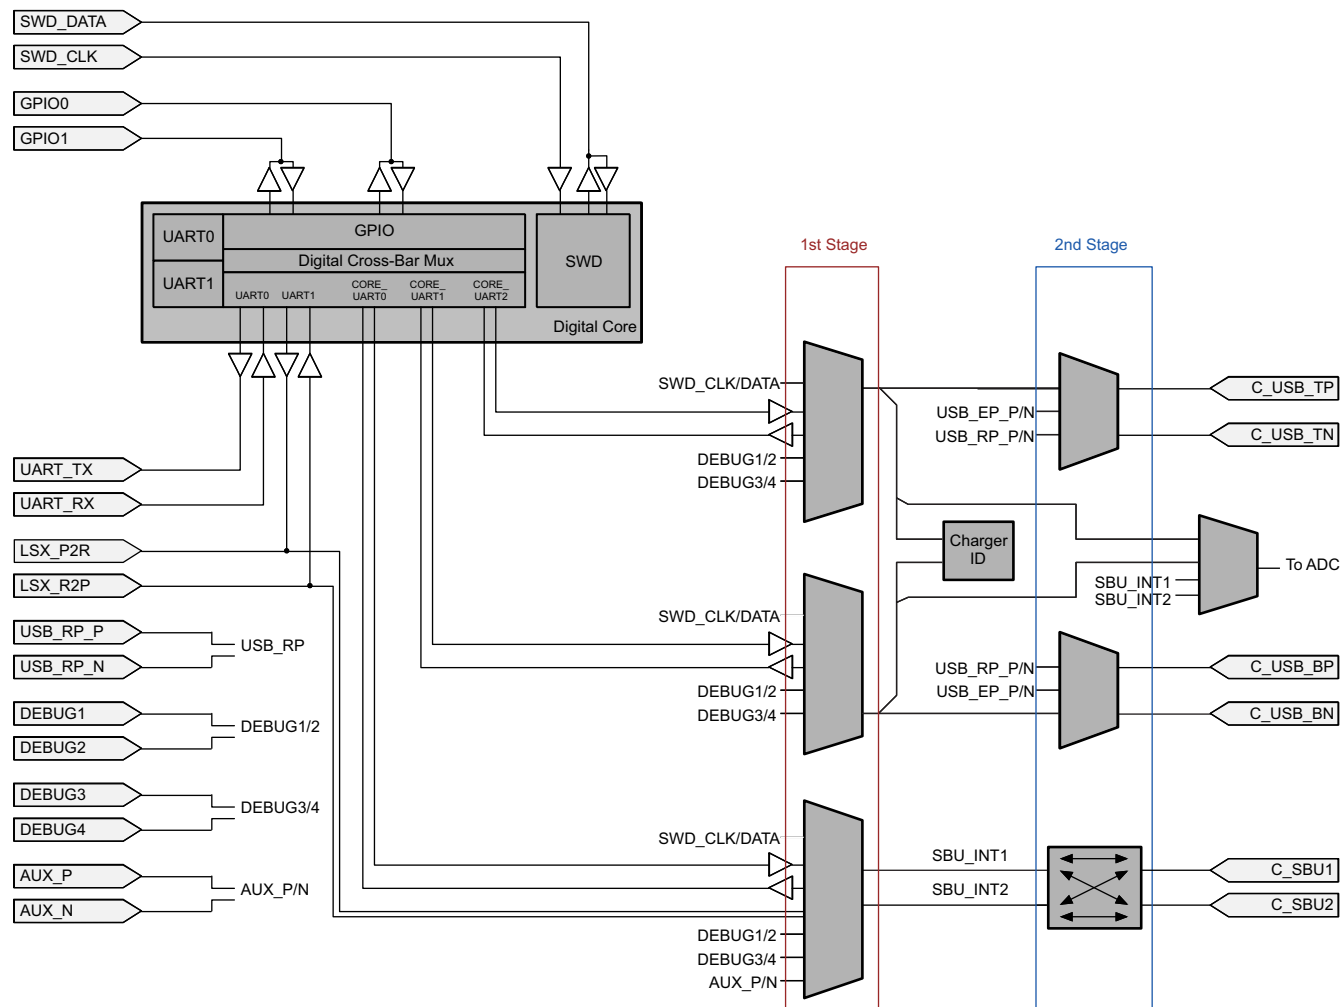 SWD_DATA
SWD_CLK
GPIO0
GPIO1
UART0
GPIO
Digital Cross-Bar Mux
SWD
UART1
UART0
UART1
CORE_
UART0
CORE_
UART1
CORE_
UART2
Digital Core
1st Stage
2nd Stage
SWD_CLK/DATA
DEBUG1/2
DEBUG3/4
USB_EP_P/N
USB_RP_P/N
C_USB_TP
C_USB_TN
UART_TX
UART_RX
LSX_P2R
LSX_R2P
Charger
ID
SBU_INT1
SBU_INT2
To ADC
USB_RP_P
USB_RP_N
USB_RP
SWD_CLK/DATA
DEBUG1/2
DEBUG3/4
USB_RP_P/N
USB_EP_P/N
C_USB_BP
C_USB_BN
DEBUG1
DEBUG2
DEBUG1/2
DEBUG3
DEBUG4
DEBUG3/4
AUX_P
AUX_N
AUX_P/N
SWD_CLK/DATA
DEBUG1/2
DEBUG3/4
AUX_P/N
SBU_INT1
SBU_INT2
C_SBU1
C_SBU2